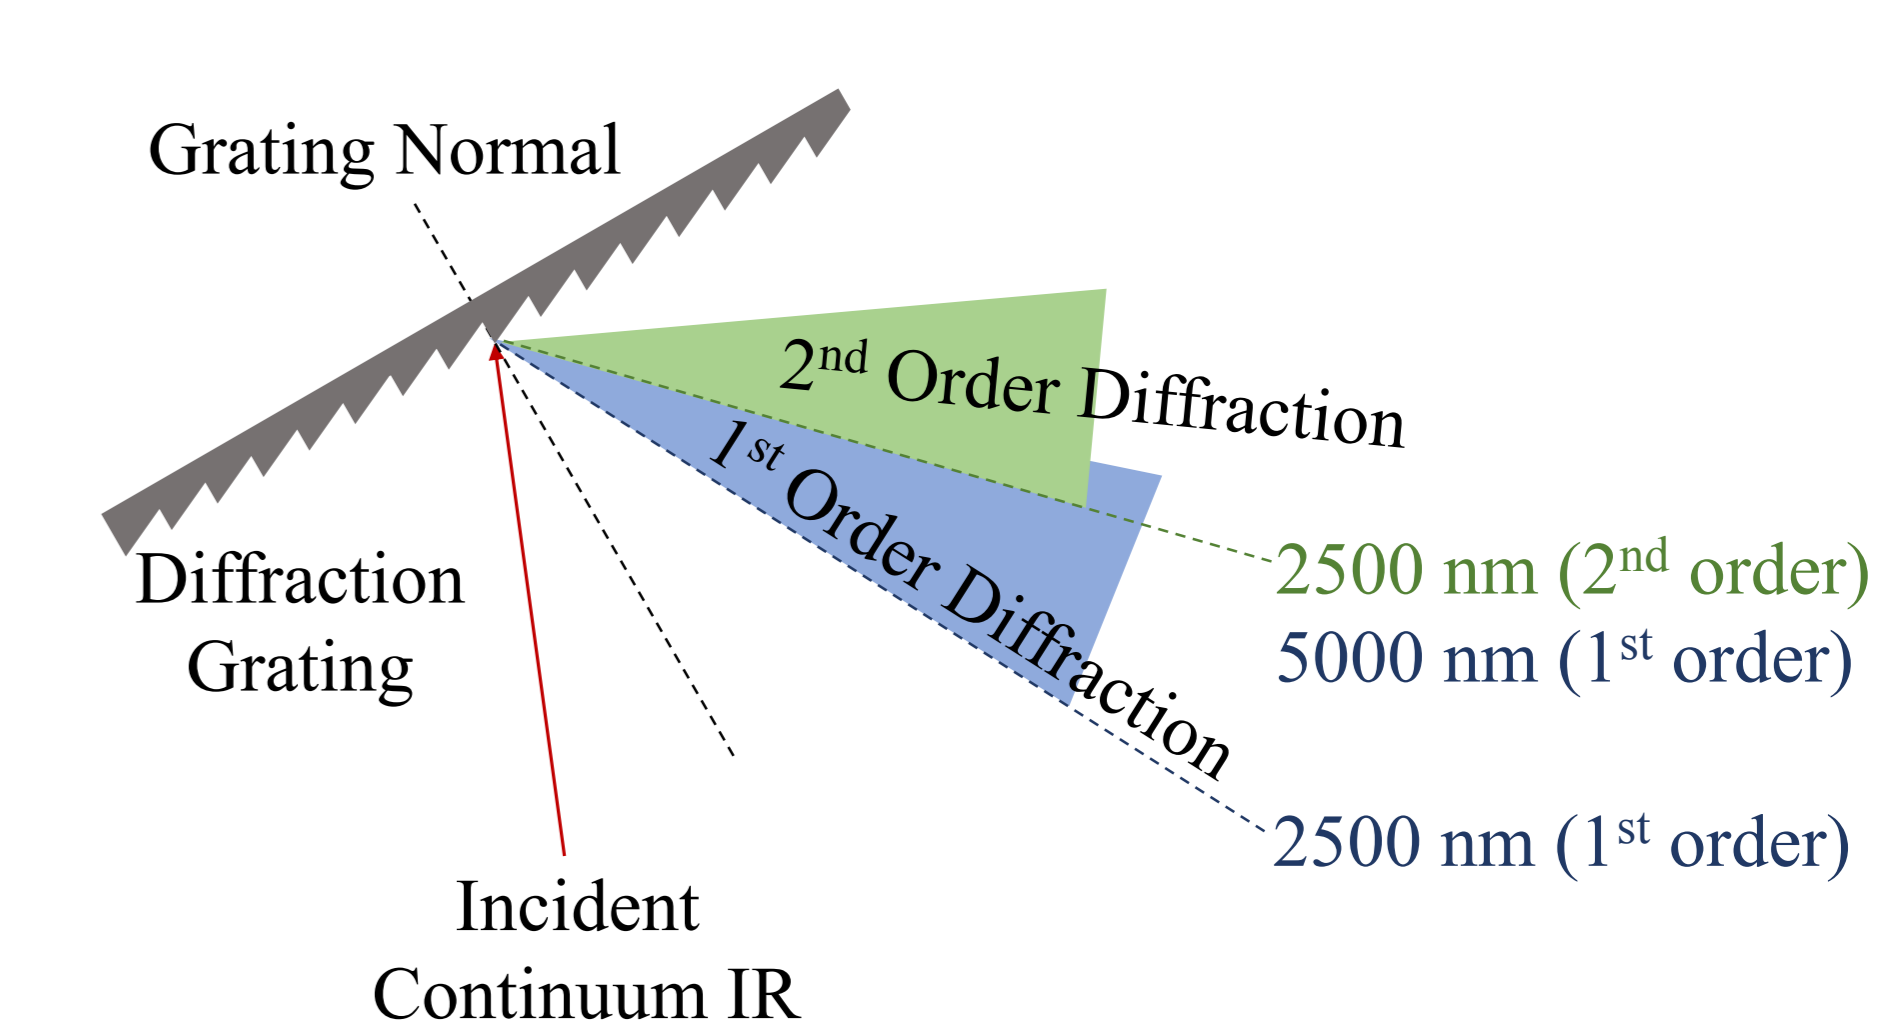 Grating Normal
2nd Order Diffraction
1st Order Diffraction
2500 nm (2nd order)
5000 nm (1st order)
Diffraction
Grating
2500 nm (1st order)
Incident
Continuum IR